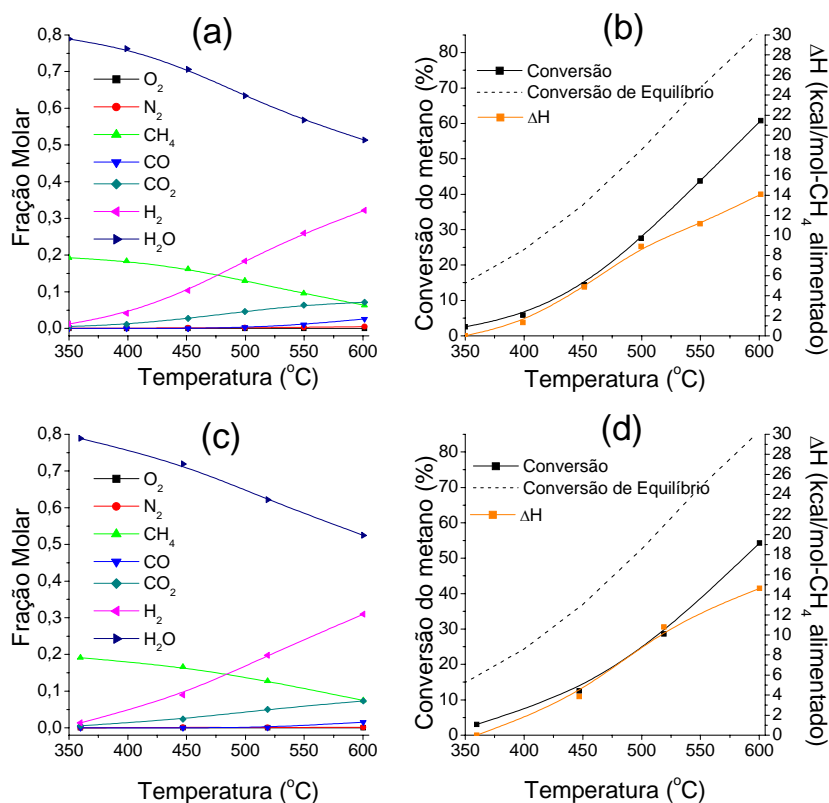 (a)
0,8
0,7
0,6
0,5
0,4
0,3
0,2
0,1
0,0
Fração Molar
O₂
N₂
CH₄
CO
CO₂
H₂
H₂O
350 400 450 500 550 600
Temperatura (°C)
(b)
80
70
60
50
40
30
20
10
0
Conversão do metano (%)
Conversão
Conversão de Equilíbrio
ΔH
30
28
26
24
22
20
18
16
14
12
10
8
6
4
2
0
ΔH (kcal/mol-CH₄ alimentado)
350 400 450 500 550 600
Temperatura (°C)
(c)
0,8
0,7
0,6
0,5
0,4
0,3
0,2
0,1
0,0
Fração Molar
O₂
N₂
CH₄
CO
CO₂
H₂
H₂O
350 400 450 500 550 600
Temperatura (°C)
(d)
80
70
60
50
40
30
20
10
0
Conversão do metano (%)
Conversão
Conversão de Equilíbrio
ΔH
30
28
26
24
22
20
18
16
14
12
10
8
6
4
2
0
ΔH (kcal/mol-CH₄ alimentado)
350 400 450 500 550 600
Temperatura (°C)